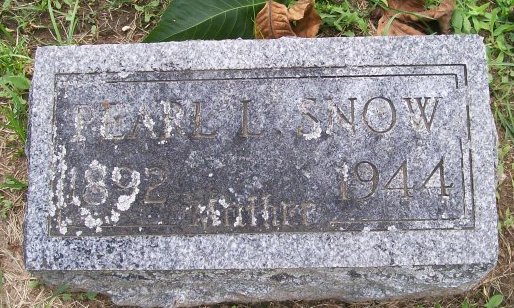 PEARL L. SNOW
1892 1944
Mother